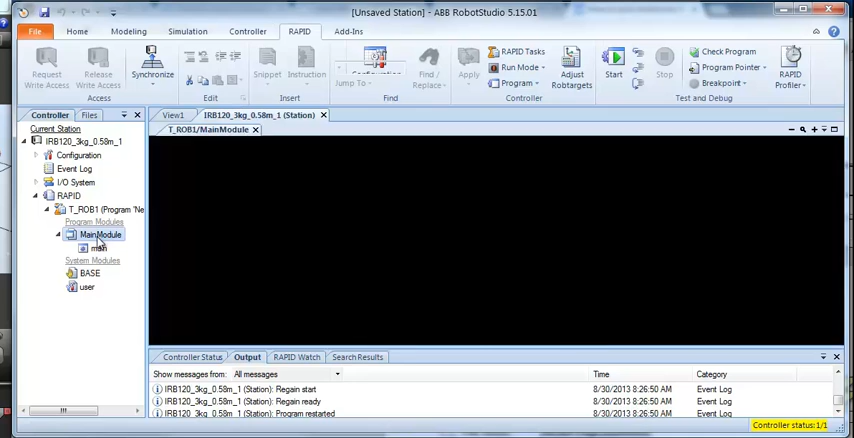 [Unsaved Station] - ABB RobotStudio 5.15.01
File Home Modeling Simulation Controller RAPID Add-Ins
Request Write Access
Release Write Access
Synchronize
Snippet
Instruction
Jump To
Find / Replace
Apply
RAPID Tasks
Run Mode
Program
Adjust Robtargets
Start
Stop
Check Program
Program Pointer
Breakpoint
RAPID Profiler
Access Edit Insert Find Controller Test and Debug
Controller Files
View1 IRB120_3kg_0.58m_1 (Station)
T_ROB1/MainModule
Current Station
IRB120_3kg_0.58m_1
Configuration
Event Log
I/O System
RAPID
T_ROB1 (Program 'Ne
Program Modules
MainModule
main
System Modules
BASE
user
Controller Status Output RAPID Watch Search Results
Show messages from: All messages Time Category
IRB120_3kg_0.58m_1 (Station): Regain start 8/30/2013 8:26:50 AM Event Log
IRB120_3kg_0.58m_1 (Station): Regain ready 8/30/2013 8:26:50 AM Event Log
IRB120_3kg_0.58m_1 (Station): Program restarted 8/30/2013 8:26:50 AM Event Log
Controller status:1/1